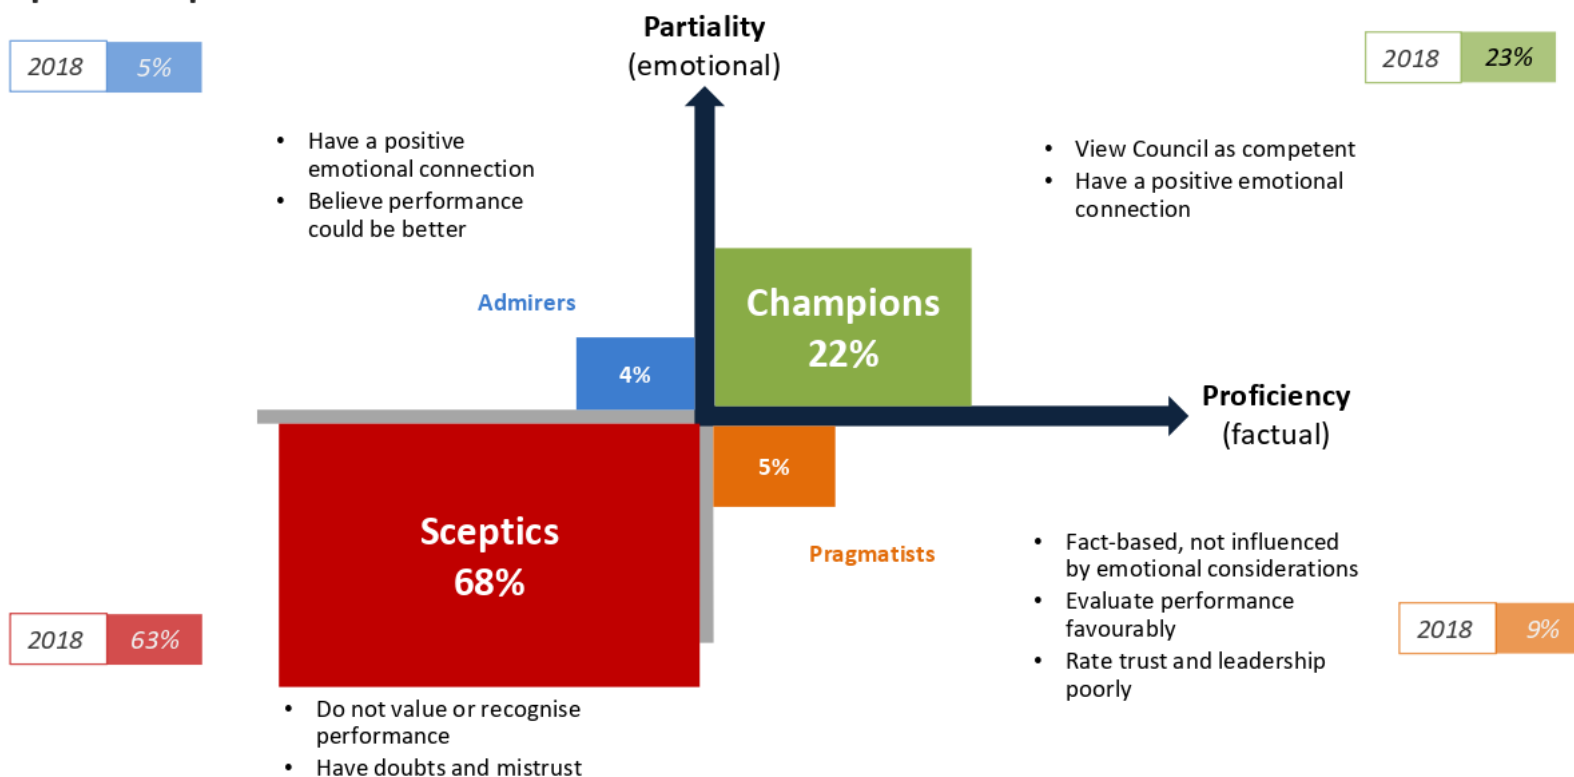 Partiality
(emotional)
2018 5%
2018 23%
• Have a positive
emotional connection
• Believe performance
could be better
• View Council as competent
• Have a positive emotional
connection
Admirers
4%
Champions
22%
Proficiency
(factual)
Sceptics
68%
5%
Pragmatists
• Fact-based, not influenced
by emotional considerations
• Evaluate performance
favourably
• Rate trust and leadership
poorly
2018 63%
2018 9%
• Do not value or recognise
performance
• Have doubts and mistrust